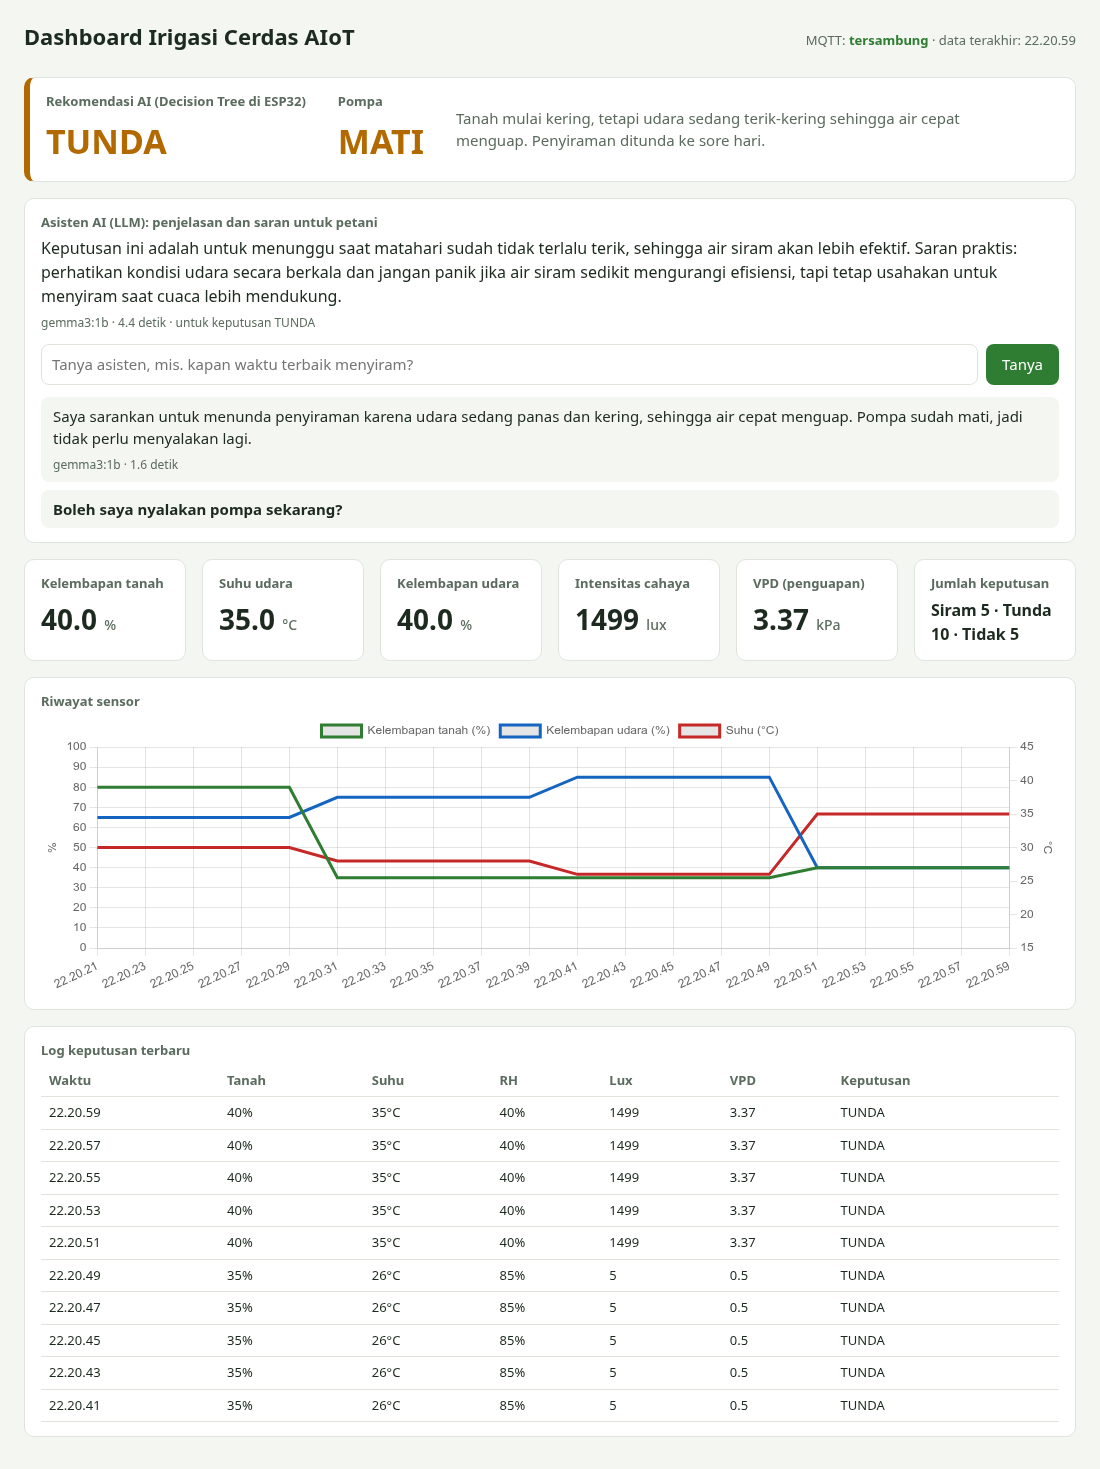 Dashboard Irigasi Cerdas AIoT
MQTT: tersambung · data terakhir: 22.20.59
Rekomendasi AI (Decision Tree di ESP32)
TUNDA
Pompa
MATI
Tanah mulai kering, tetapi udara sedang terik-kering sehingga air cepat
menguap. Penyiraman ditunda ke sore hari.
Asisten AI (LLM): penjelasan dan saran untuk petani
Keputusan ini adalah untuk menunggu saat matahari sudah tidak terlalu terik, sehingga air siram akan lebih efektif. Saran praktis:
perhatikan kondisi udara secara berkala dan jangan panik jika air siram sedikit mengurangi efisiensi, tapi tetap usahakan untuk
menyiram saat cuaca lebih mendukung.
gemma3:1b · 4.4 detik · untuk keputusan TUNDA
Tanya asisten, mis. kapan waktu terbaik menyiram?
Tanya
Saya sarankan untuk menunda penyiraman karena udara sedang panas dan kering, sehingga air cepat menguap. Pompa sudah mati, jadi
tidak perlu menyalakan lagi.
gemma3:1b · 1.6 detik
Boleh saya nyalakan pompa sekarang?
Kelembapan tanah
40.0 %
Suhu udara
35.0 °C
Kelembapan udara
40.0 %
Intensitas cahaya
1499 lux
VPD (penguapan)
3.37 kPa
Jumlah keputusan
Siram 5 · Tunda
10 · Tidak 5
Riwayat sensor
Kelembapan tanah (%) Kelembapan udara (%) Suhu (°C)
100
90
80
70
60
50
40
30
20
10
0
%
45
40
35
30
25
20
15
°C
22.20.21 22.20.23 22.20.25 22.20.27 22.20.29 22.20.31 22.20.33 22.20.35 22.20.37 22.20.39 22.20.41 22.20.43 22.20.45 22.20.47 22.20.49 22.20.51 22.20.53 22.20.55 22.20.57 22.20.59
Log keputusan terbaru
Waktu Tanah Suhu RH Lux VPD Keputusan
22.20.59 40% 35°C 40% 1499 3.37 TUNDA
22.20.57 40% 35°C 40% 1499 3.37 TUNDA
22.20.55 40% 35°C 40% 1499 3.37 TUNDA
22.20.53 40% 35°C 40% 1499 3.37 TUNDA
22.20.51 40% 35°C 40% 1499 3.37 TUNDA
22.20.49 35% 26°C 85% 5 0.5 TUNDA
22.20.47 35% 26°C 85% 5 0.5 TUNDA
22.20.45 35% 26°C 85% 5 0.5 TUNDA
22.20.43 35% 26°C 85% 5 0.5 TUNDA
22.20.41 35% 26°C 85% 5 0.5 TUNDA